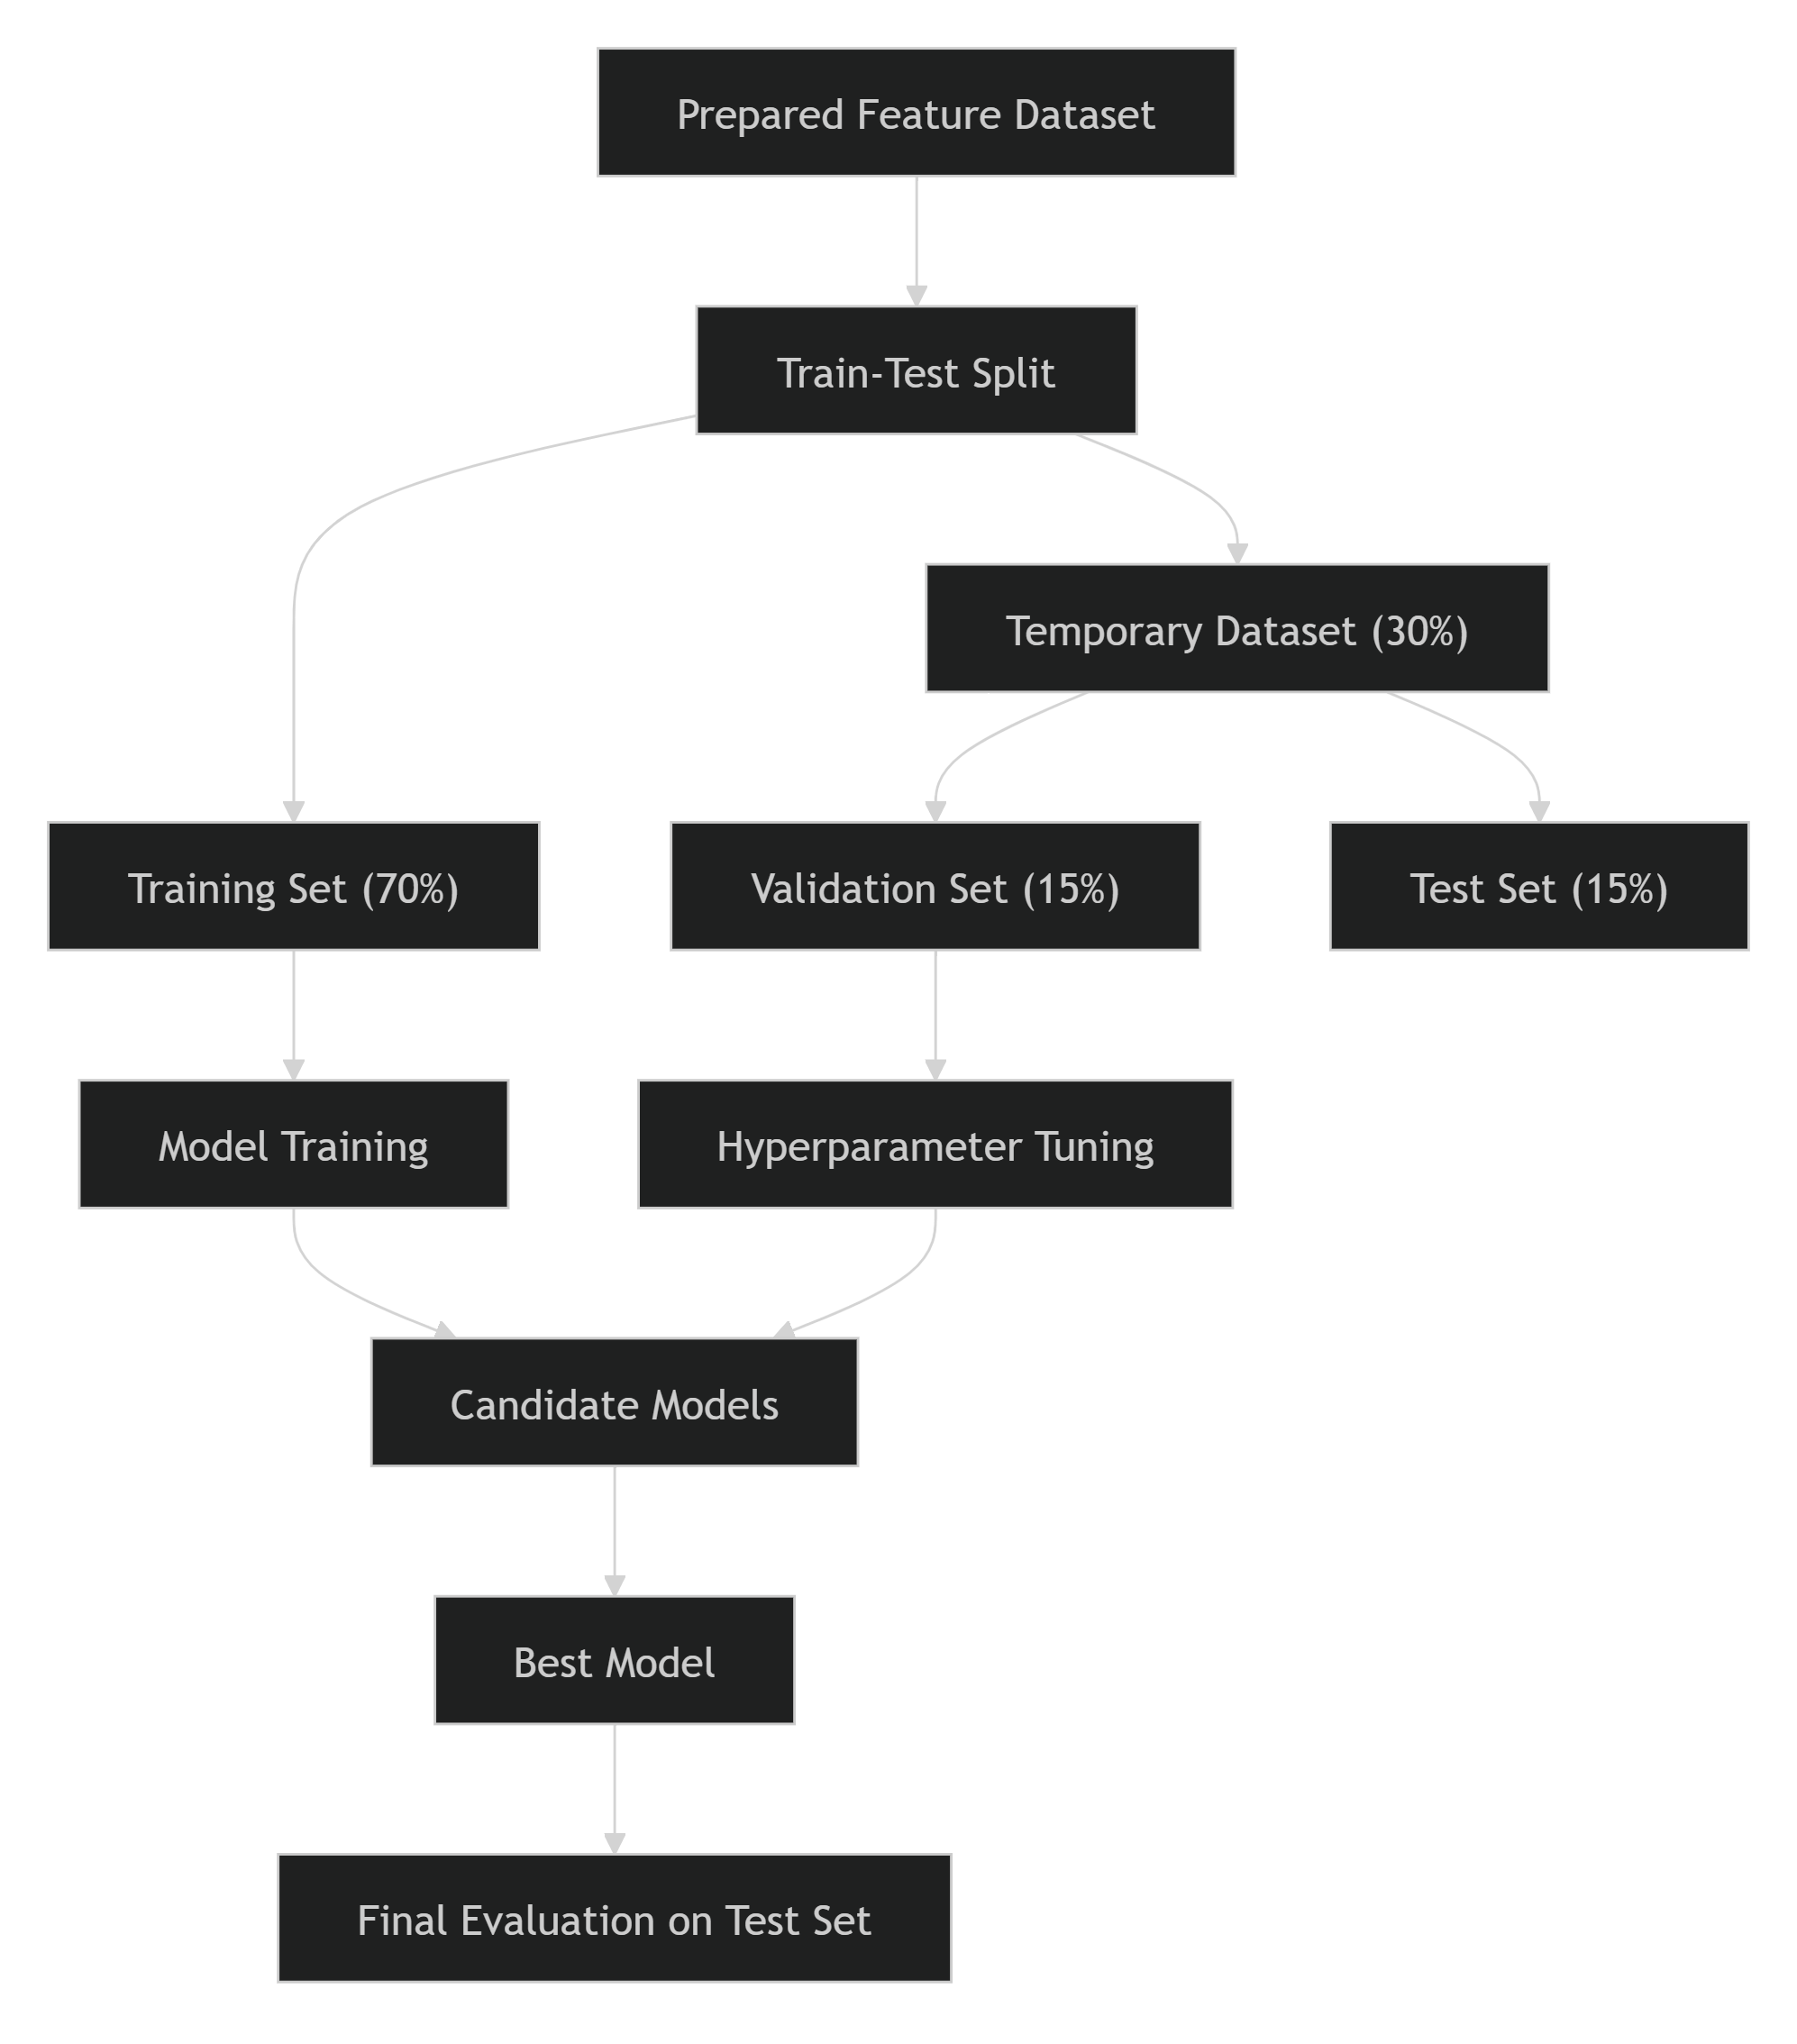 Prepared Feature Dataset
Train-Test Split
Temporary Dataset (30%)
Training Set (70%)
Validation Set (15%)
Test Set (15%)
Model Training
Hyperparameter Tuning
Candidate Models
Best Model
Final Evaluation on Test Set